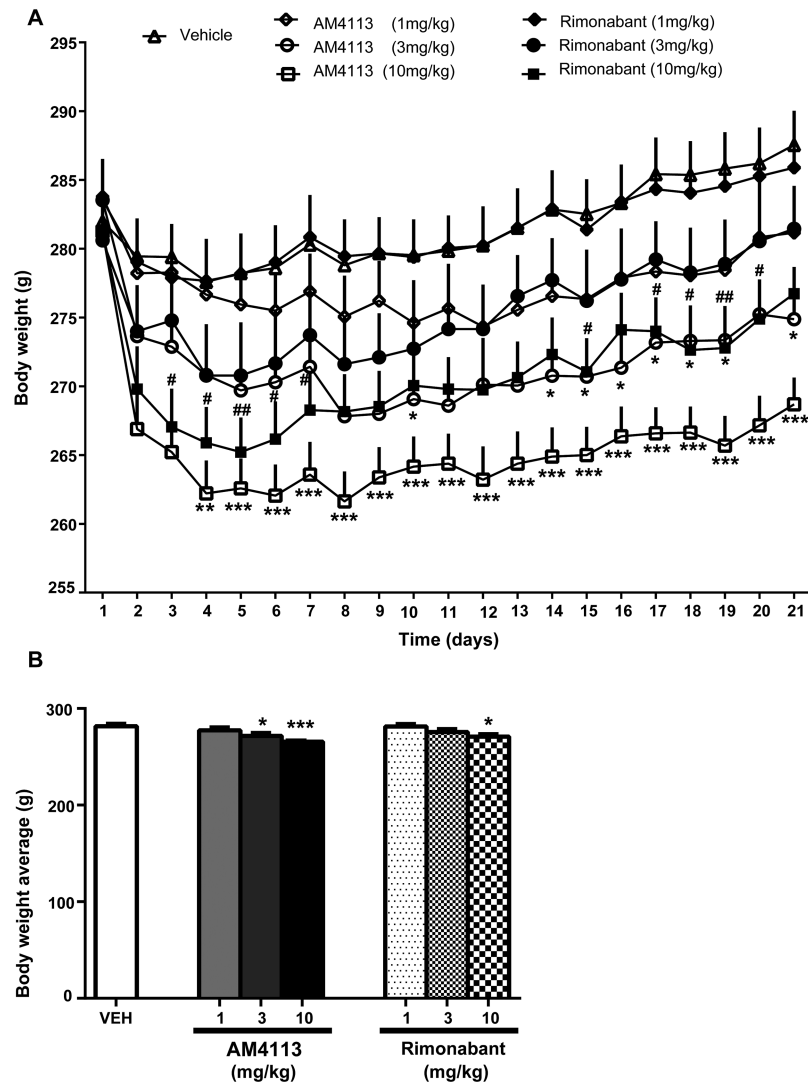 A
Vehicle
AM4113 (1mg/kg)
AM4113 (3mg/kg)
AM4113 (10mg/kg)
Rimonabant (1mg/kg)
Rimonabant (3mg/kg)
Rimonabant (10mg/kg)
Body weight (g)
295
290
285
280
275
270
265
260
255
# # ## # # * # # # ## #
* * * * * * *
** *** *** *** *** *** *** *** *** *** *** *** *** *** *** *** *** ***
1 2 3 4 5 6 7 8 9 10 11 12 13 14 15 16 17 18 19 20 21
Time (days)
B
Body weight average (g)
300
200
100
0
* *** *
VEH 1 3 10 1 3 10
AM4113 Rimonabant
(mg/kg) (mg/kg)